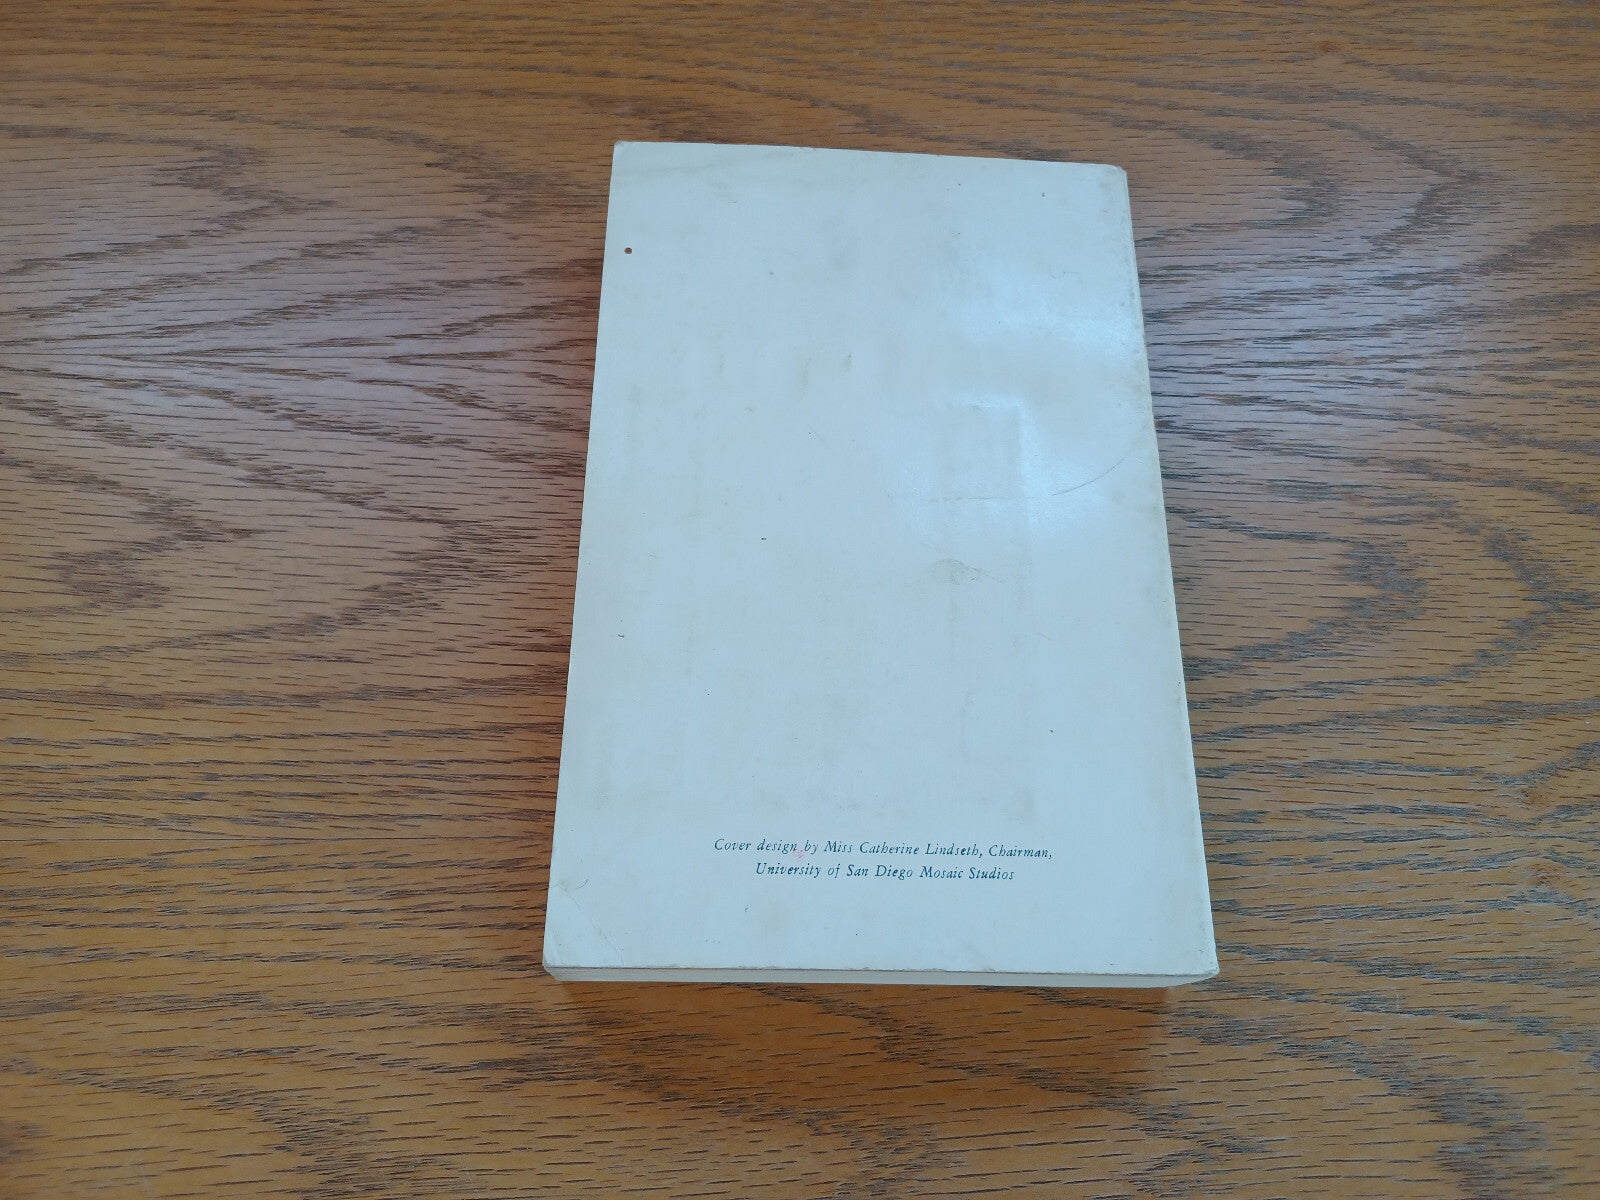 Cover design by Miss Catherine Lindseth, Chairman,
University of San Diego Mosaic Studios